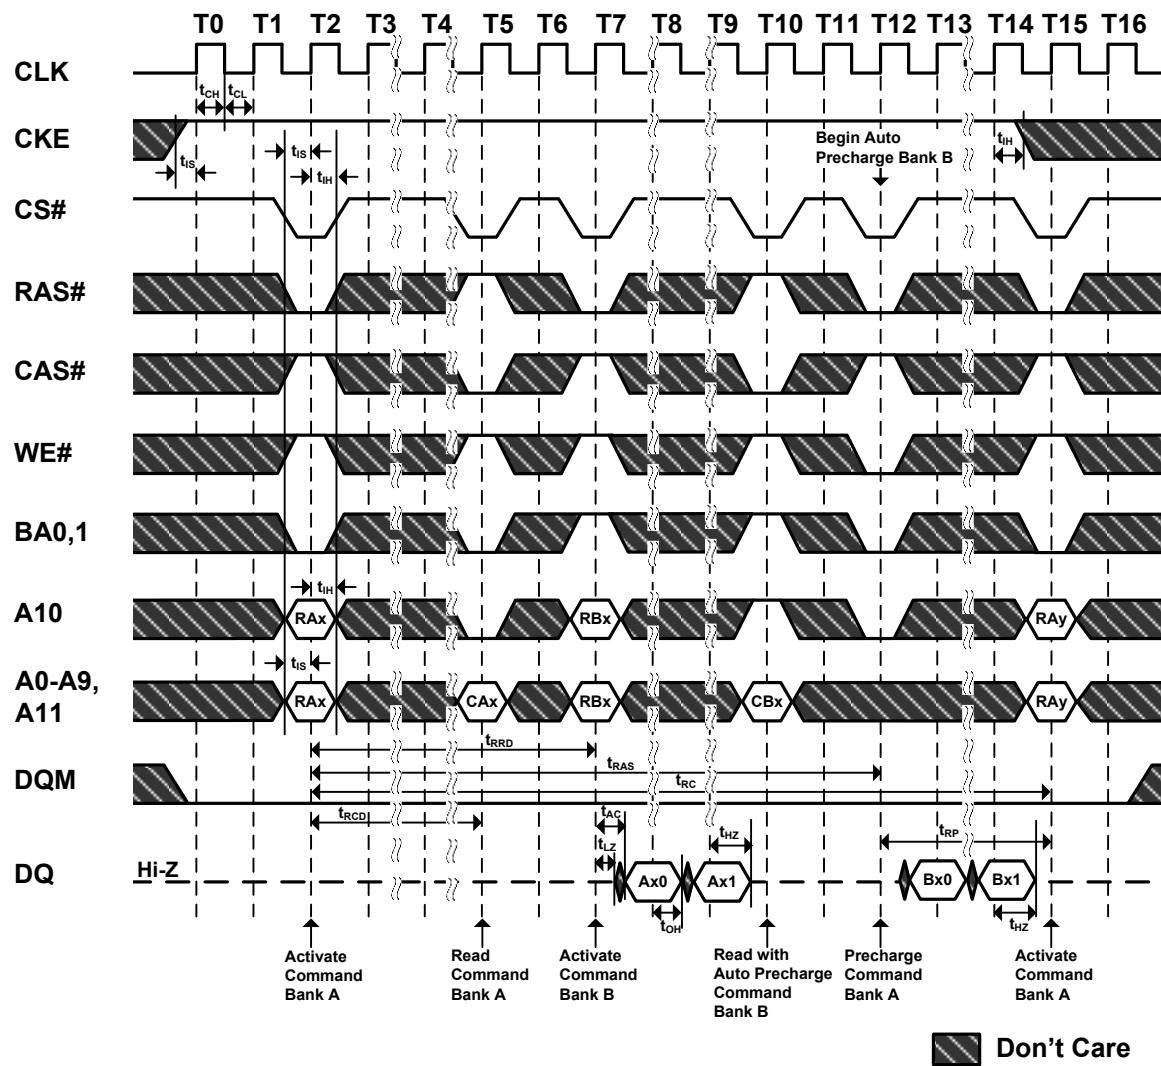 T0 T1 T2 T3 T4 T5 T6 T7 T8 T9 T10 T11 T12 T13 T14 T15 T16
CLK
tCH tCL
CKE
tIS
tIS
tIH
Begin Auto
Precharge Bank B
tIH
CS#
RAS#
CAS#
WE#
BA0,1
tIH
A10
RAx RBx RAy
tIS
A0-A9,
A11
RAx CAx RBx CBx RAy
tRRD
tRAS
DQM
tRC
tRCD
tAC
tHZ
tRP
tLZ
DQ
Hi-Z
Ax0 Ax1 Bx0 Bx1
tOH
tHZ
Activate
Command
Bank A
Read
Command
Bank A
Activate
Command
Bank B
Read with
Auto Precharge
Command
Bank B
Precharge
Command
Bank A
Activate
Command
Bank A
Don't Care